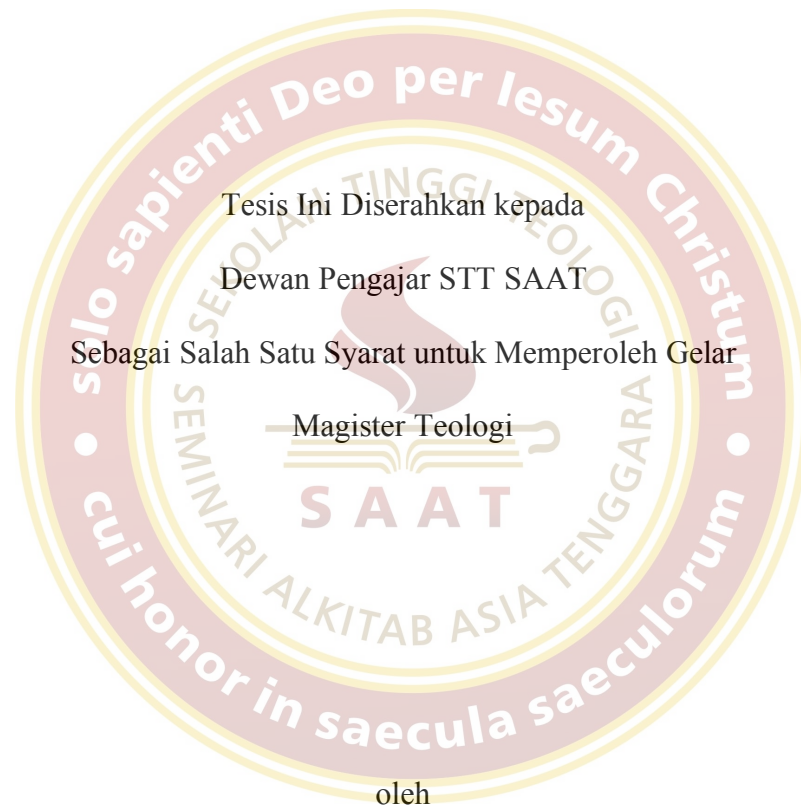 Tesis Ini Diserahkan kepada
Dewan Pengajar STT SAAT
Sebagai Salah Satu Syarat untuk Memperoleh Gelar
Magister Teologi
oleh
solo sapienti Deo per Iesum Christum
cui honor in saecula saeculorum
SEKOLAH TINGGI TEOLOGI
SEMINARI ALKITAB ASIA TENGGARA
SAAT